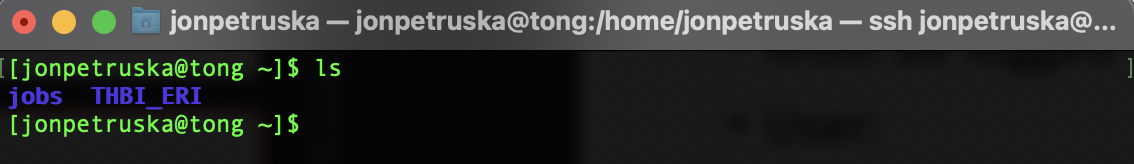 jonpetruska — jonpetruska@tong:/home/jonpetruska — ssh jonpetruska@...
[jonpetruska@tong ~]$ ls
jobs  THBI_ERI
[jonpetruska@tong ~]$